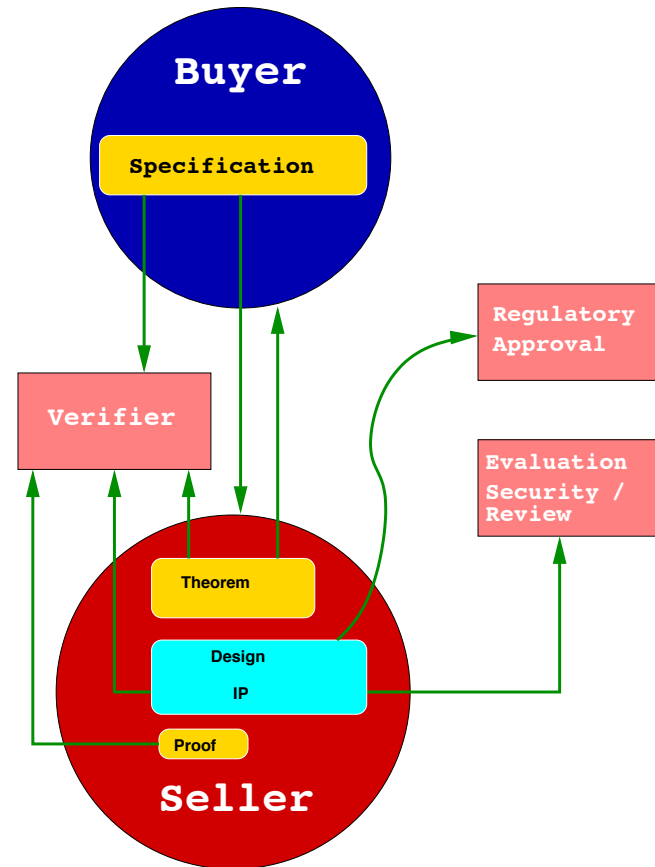 Buyer
Specification
Regulatory
Approval
Verifier
Evaluation
Security /
Review
Theorem
Design
IP
Proof
Seller